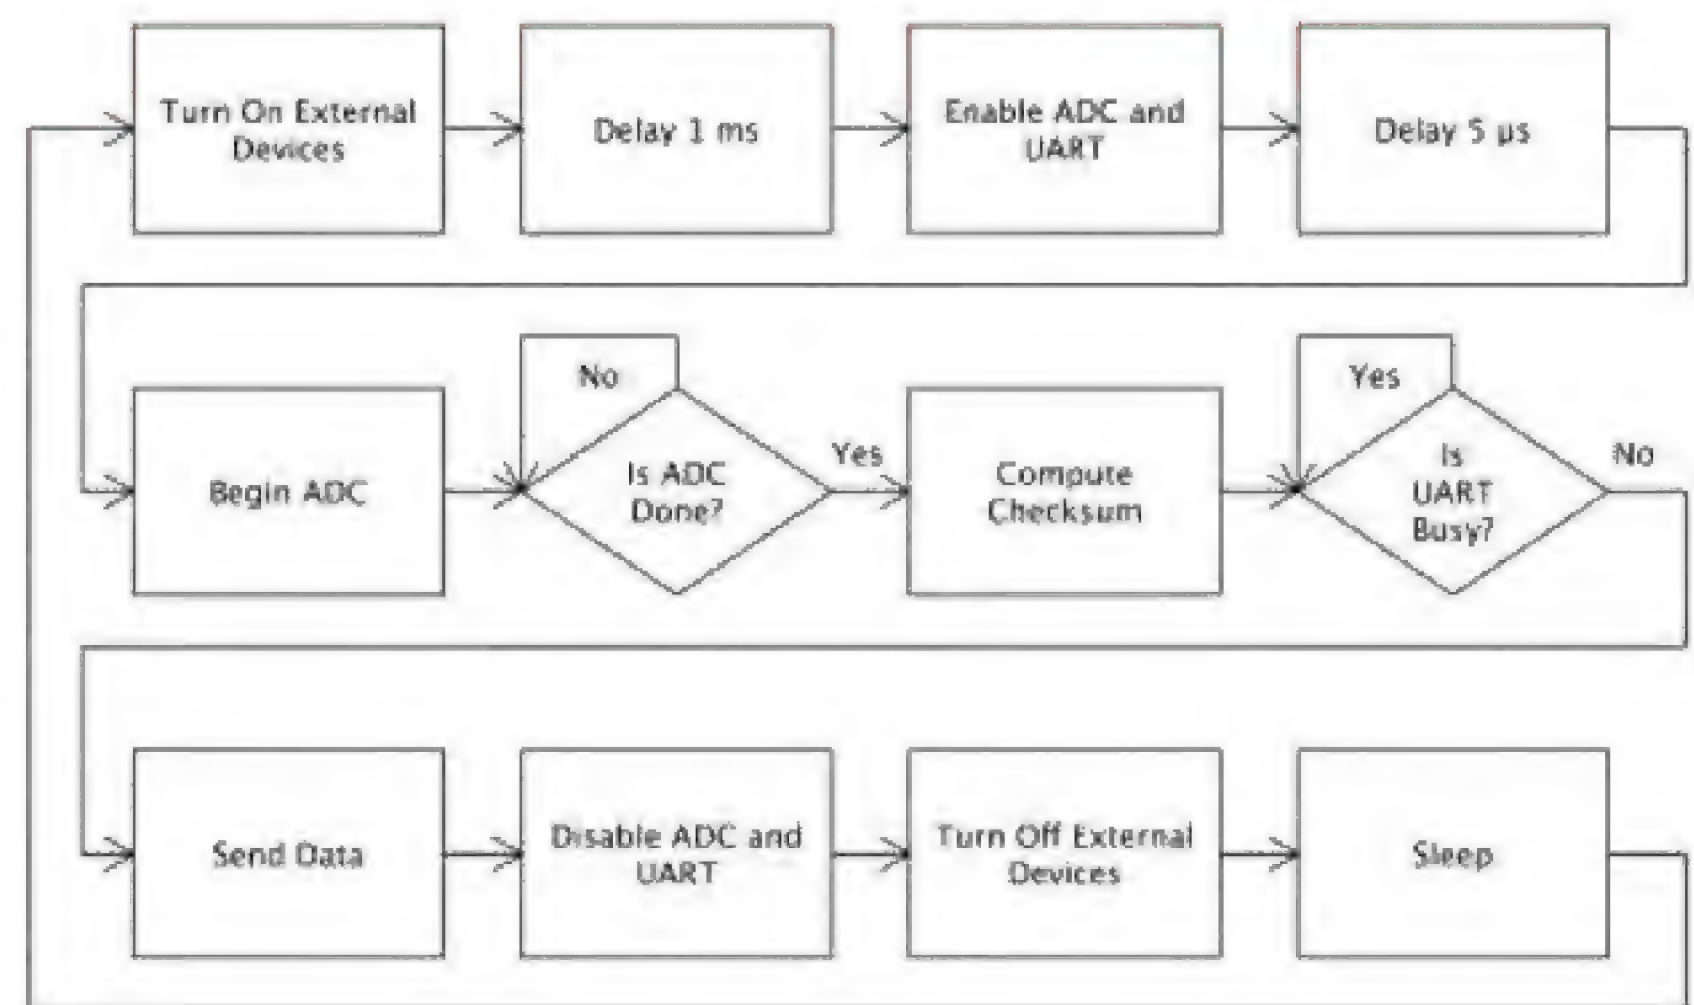 Turn On External
Devices
Delay 1 ms
Enable ADC and
UART
Delay 5 µs
No
Yes
Begin ADC
Is ADC
Done?
Yes
Compute
Checksum
Is
UART
Busy?
No
Send Data
Disable ADC and
UART
Turn Off External
Devices
Sleep